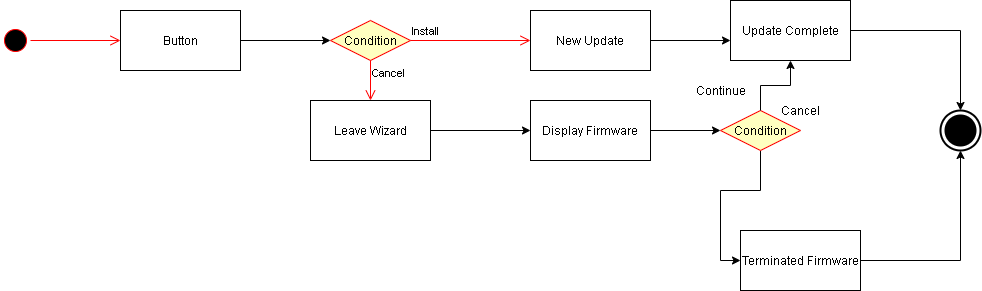 Button
Condition
Install
Cancel
New Update
Update Complete
Leave Wizard
Display Firmware
Continue
Cancel
Condition
Terminated Firmware